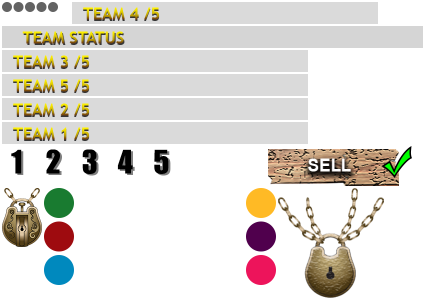 TEAM 4 /5
TEAM STATUS
TEAM 3 /5
TEAM 5 /5
TEAM 2 /5
TEAM 1 /5
1 2 3 4 5
SELL